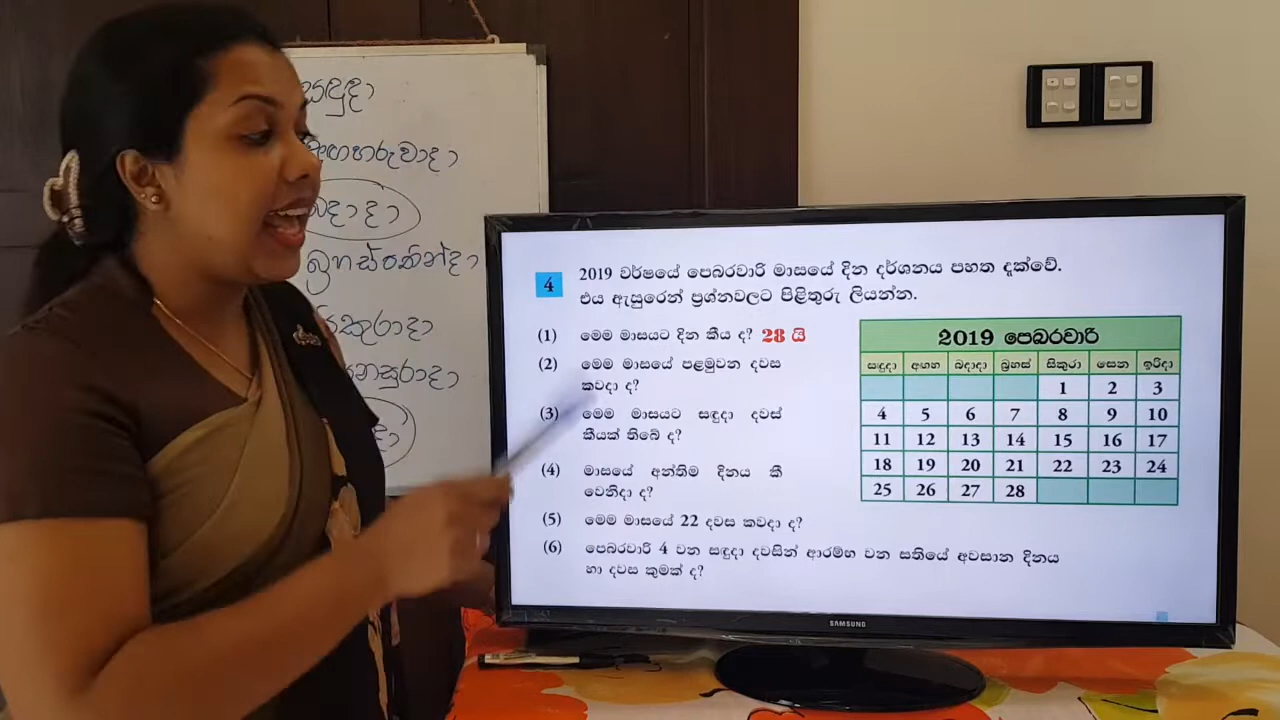 සඳුදා
අඟහරුවාදා
බදාදා
බ්‍රහස්පතින්දා
4
2019 වර්ෂයේ පෙබරවාරි මාසයේ දින දර්ශනය පහත දැක්වේ.
එය ඇසුරෙන් ප්‍රශ්නවලට පිළිතුරු ලියන්න.
(1) මෙම මාසයට දින කීය ද? 28 යි
(2) මෙම මාසයේ පළමුවන දවස
කවදා ද?
(3) මෙම මාසයට සඳුදා දවස්
කීයක් තිබේ ද?
(4) මාසයේ අන්තිම දිනය කී
වෙනිදා ද?
(5) මෙම මාසයේ 22 දවස කවදා ද?
(6) පෙබරවාරි 4 වන සඳුදා දවසින් ආරම්භ වන සතියේ අවසාන දිනය
හා දවස කුමක් ද?
2019 පෙබරවාරි
සඳුදා අඟහ බදාදා බ්‍රහස් සිකුරා සෙන ඉරිදා
1 2 3
4 5 6 7 8 9 10
11 12 13 14 15 16 17
18 19 20 21 22 23 24
25 26 27 28
SAMSUNG